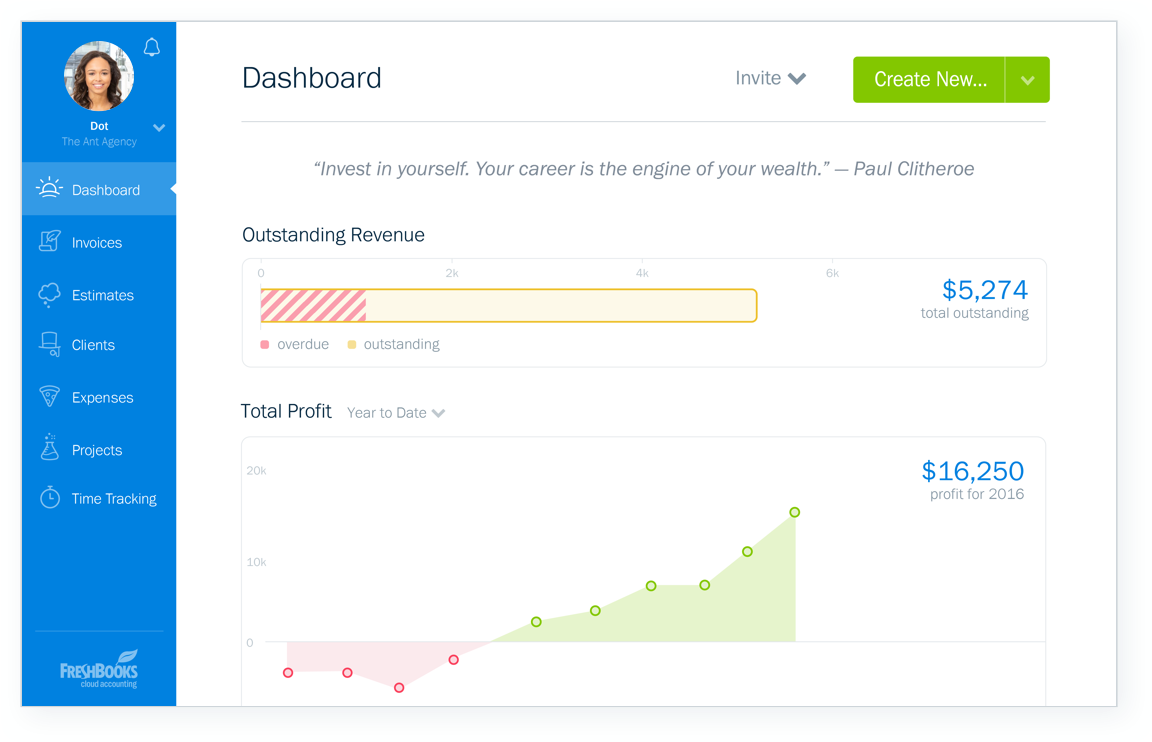 Dot
The Ant Agency
Dashboard
Invoices
Estimates
Clients
Expenses
Projects
Time Tracking
FRESHBOOKS
cloud accounting
Dashboard
Invite
Create New...
“Invest in yourself. Your career is the engine of your wealth.” — Paul Clitheroe
Outstanding Revenue
0 2k 4k 6k
$5,274
total outstanding
overdue outstanding
Total Profit Year to Date
20k
10k
0
$16,250
profit for 2016